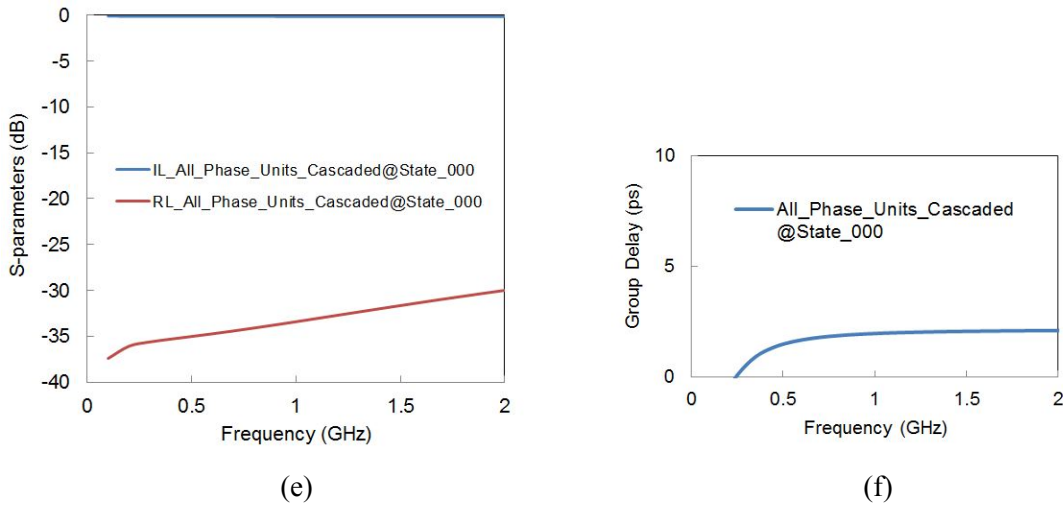 0
-5
-10
-15
-20
-25
-30
-35
-40
S-parameters (dB)
IL_All_Phase_Units_Cascaded@State_000
RL_All_Phase_Units_Cascaded@State_000
0 0.5 1 1.5 2
Frequency (GHz)
(e)
10
5
0
Group Delay (ps)
All_Phase_Units_Cascaded
@State_000
0 0.5 1 1.5 2
Frequency (GHz)
(f)